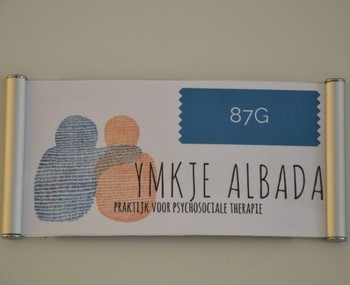 87G
YMKJE ALBADA
PRAKTIJK VOOR PSYCHOSOCIALE THERAPIE